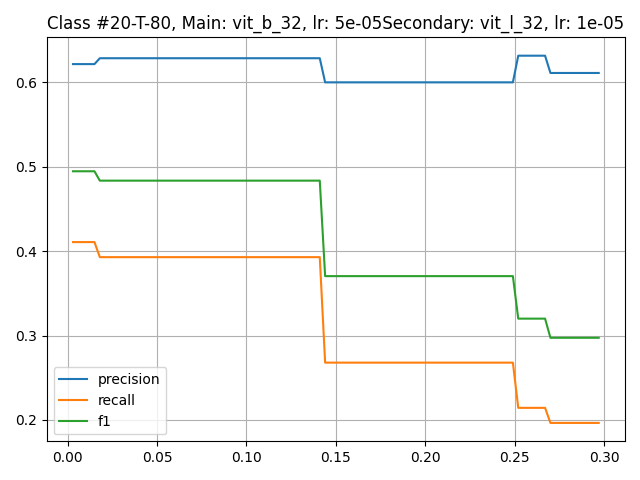 Class #20-T-80, Main: vit_b_32, lr: 5e-05Secondary: vit_l_32, lr: 1e-05
0.6
0.5
0.4
0.3
0.2
precision
recall
f1
0.00 0.05 0.10 0.15 0.20 0.25 0.30